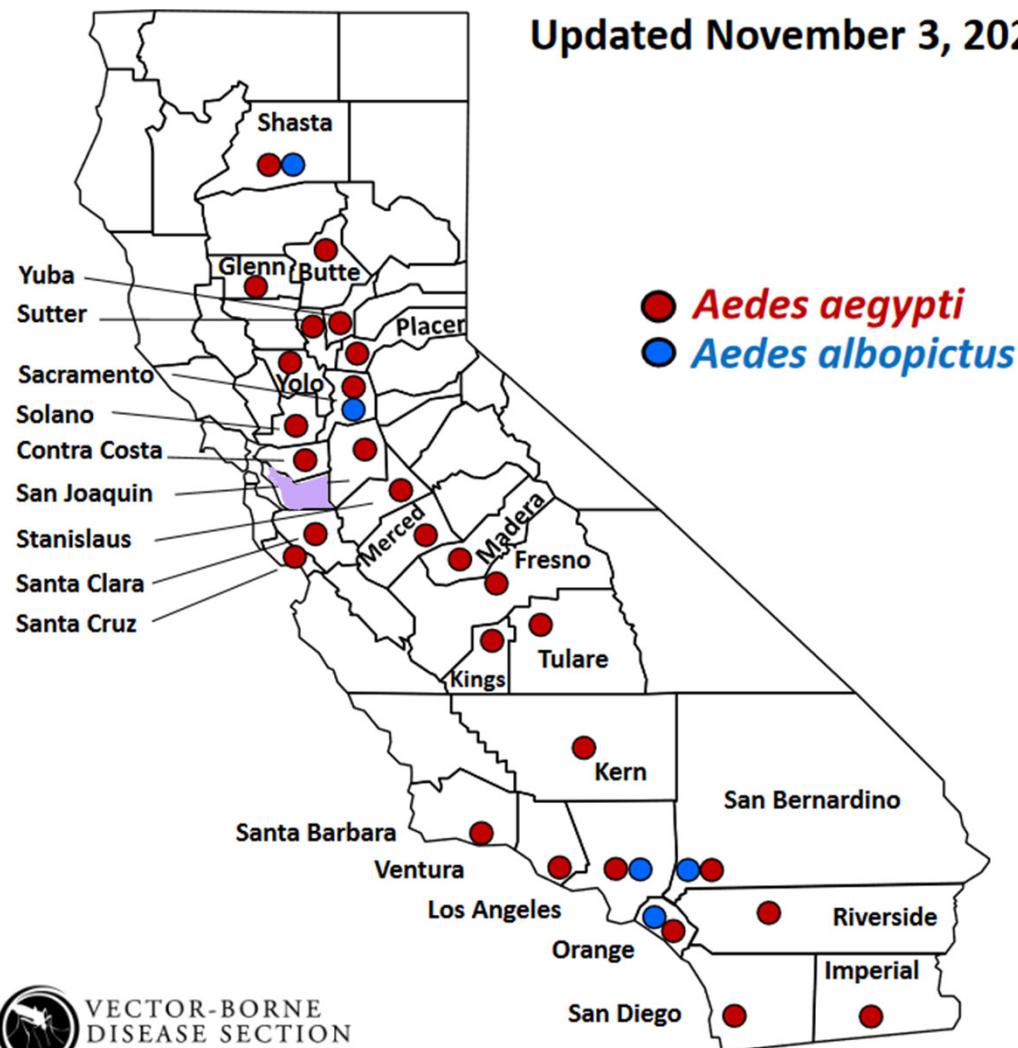 Updated November 3, 202
Shasta
Glenn
Butte
Yuba
Sutter
Placer
Sacramento
Yolo
Solano
Contra Costa
San Joaquin
Stanislaus
Santa Clara
Santa Cruz
Merced
Madera
Fresno
Tulare
Kings
Kern
San Bernardino
Santa Barbara
Ventura
Los Angeles
Orange
Riverside
Imperial
San Diego
Aedes aegypti
Aedes albopictus
VECTOR-BORNE
DISEASE SECTION